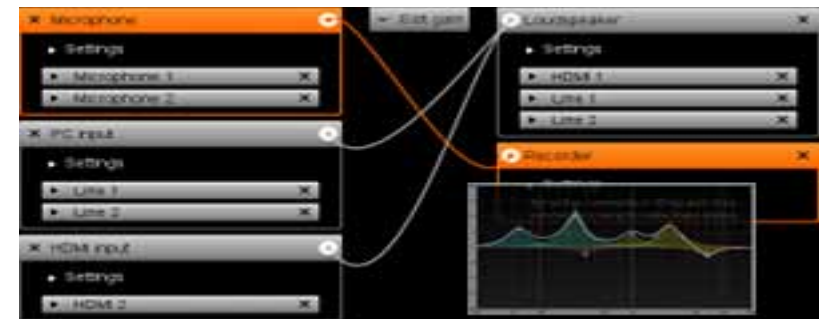 Microphone
Settings
Microphone 1
Microphone 2
PC input
Settings
Line 1
Line 2
HDMI input
Settings
HDMI 2
Edit gain
Loudspeaker
Settings
HDMI 1
Line 1
Line 2
Recorder